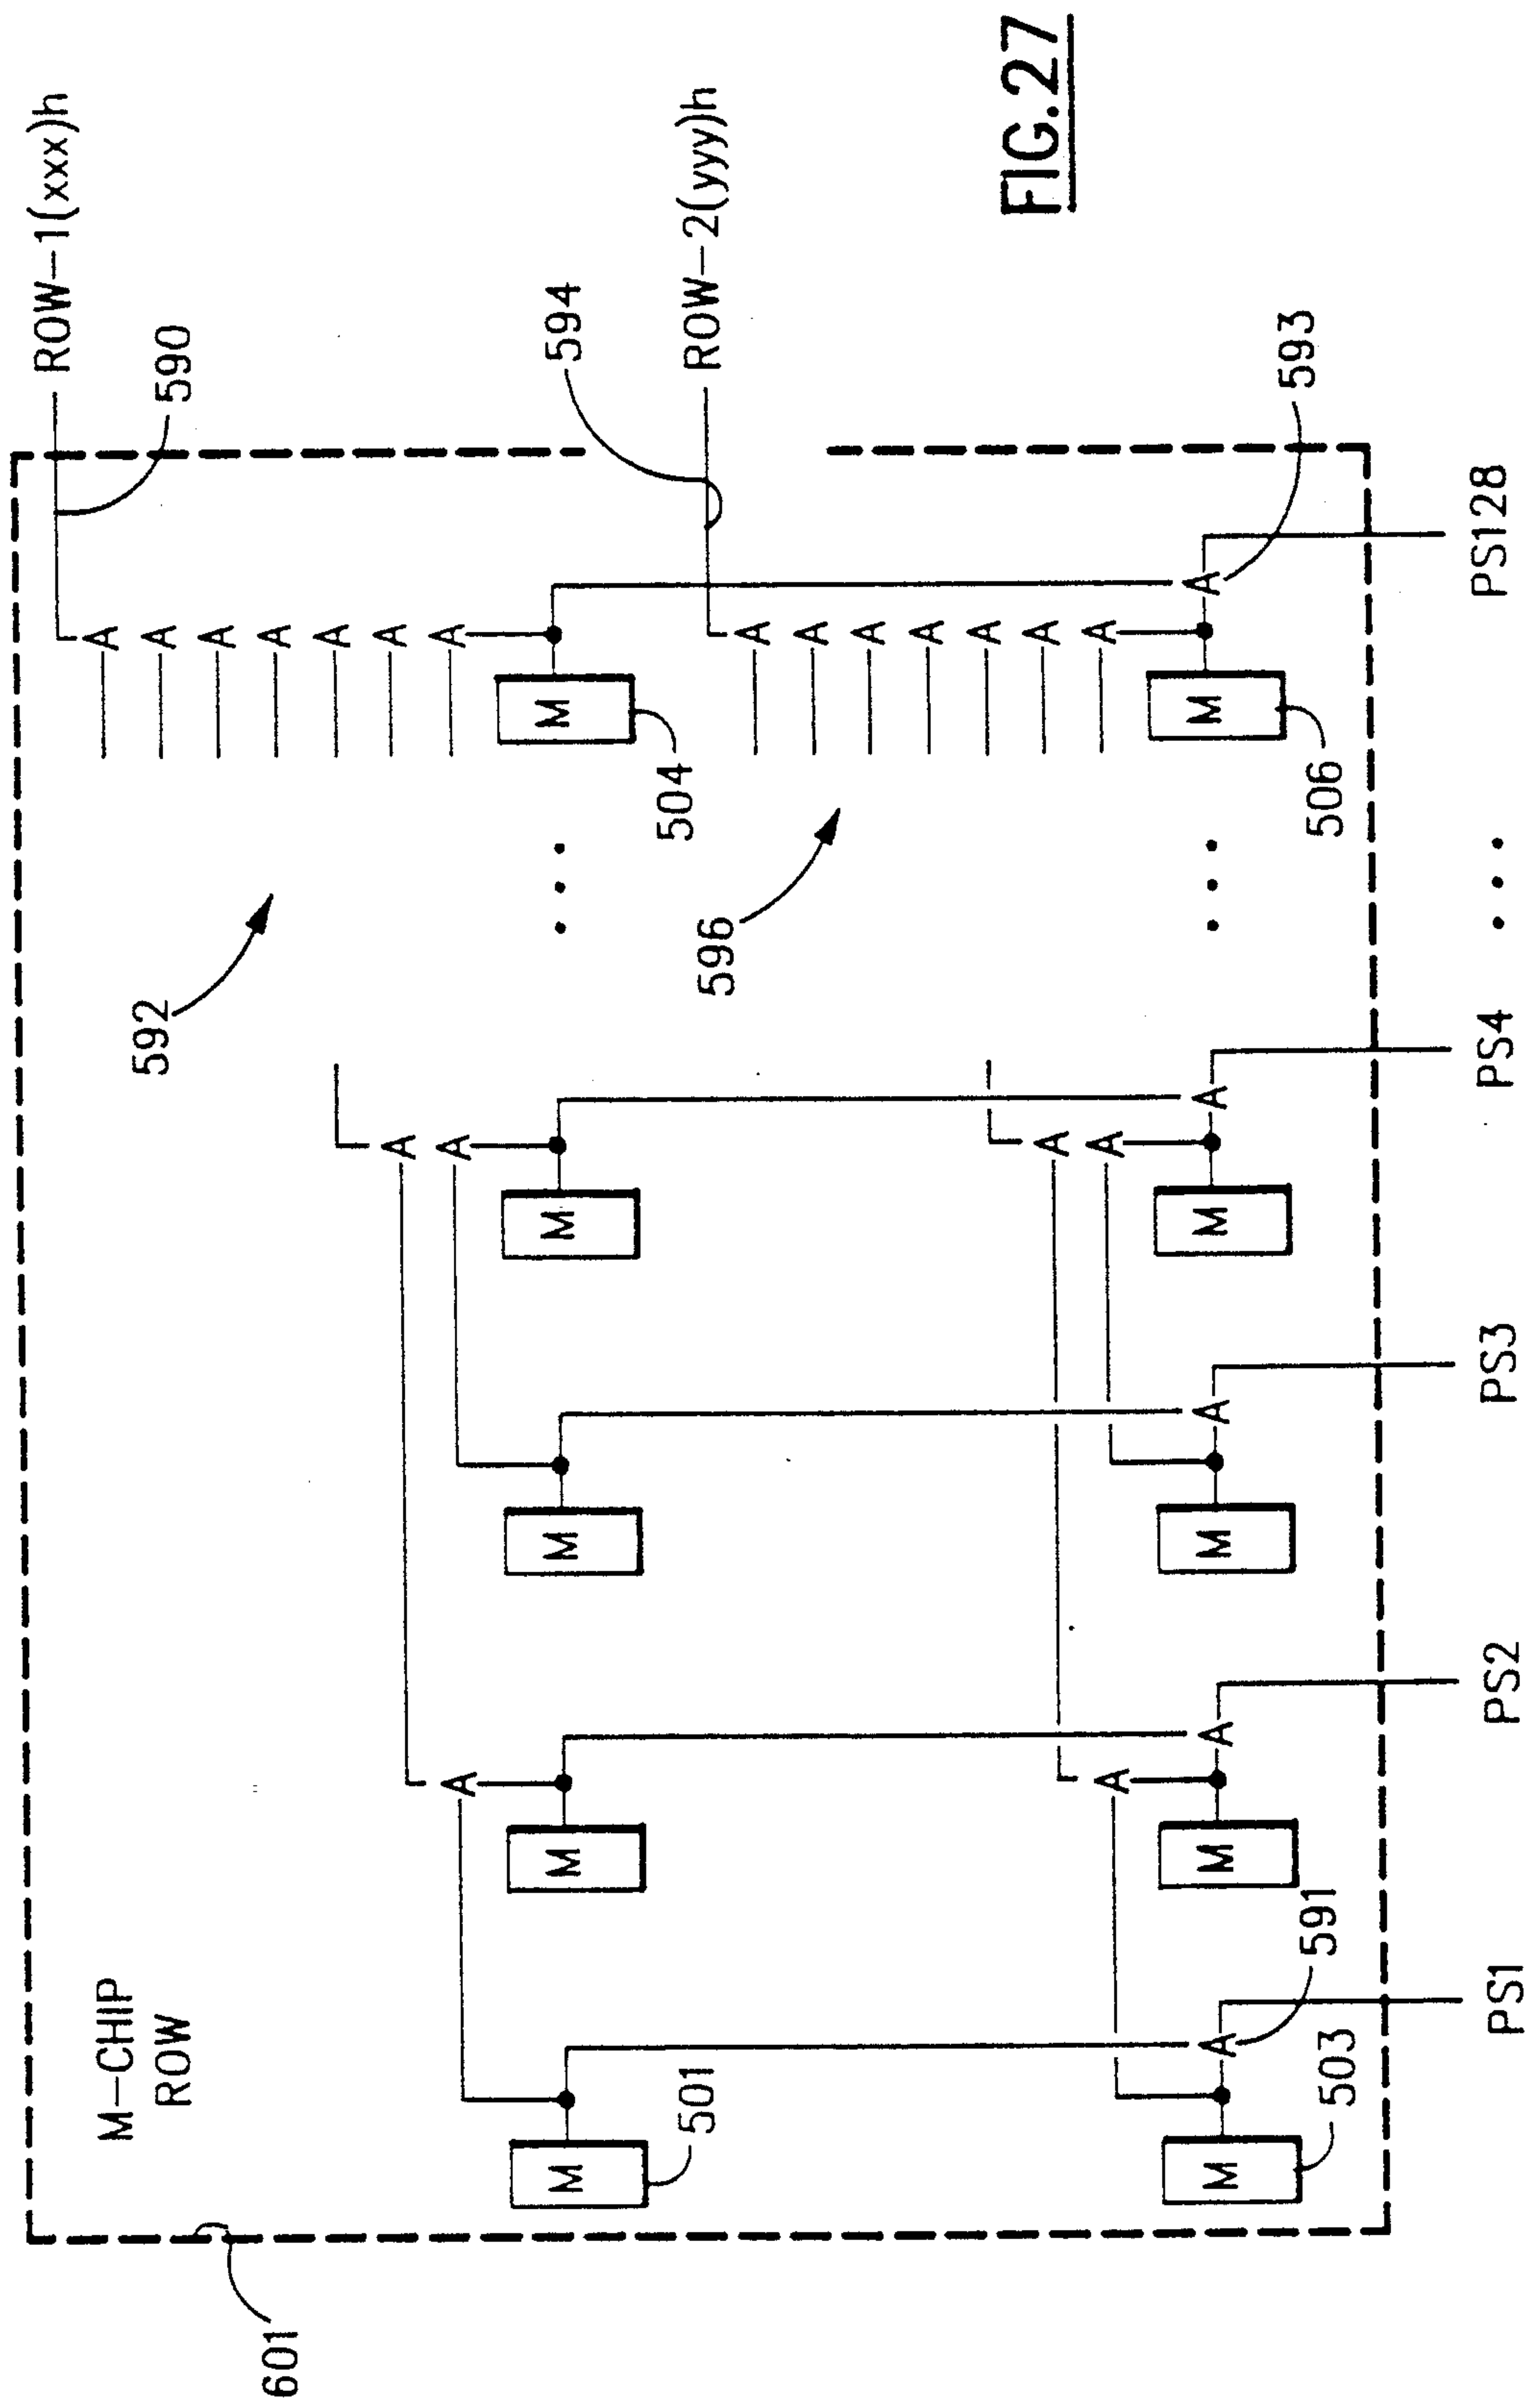 ROW-1(xxx)h
A
M-CHIP
ROW
592
A
590
A
601
A
A
A
A
A
A
A
M
M
M
M
M
594
501
504
ROW-2(yyy)h
596
A
A
A
A
A
A
A
A
A
A
FIG.27
M
A
M
A
M
A
M
A
M
A
593
503
591
506
PS1
PS2
PS3
PS4
• • •
PS128